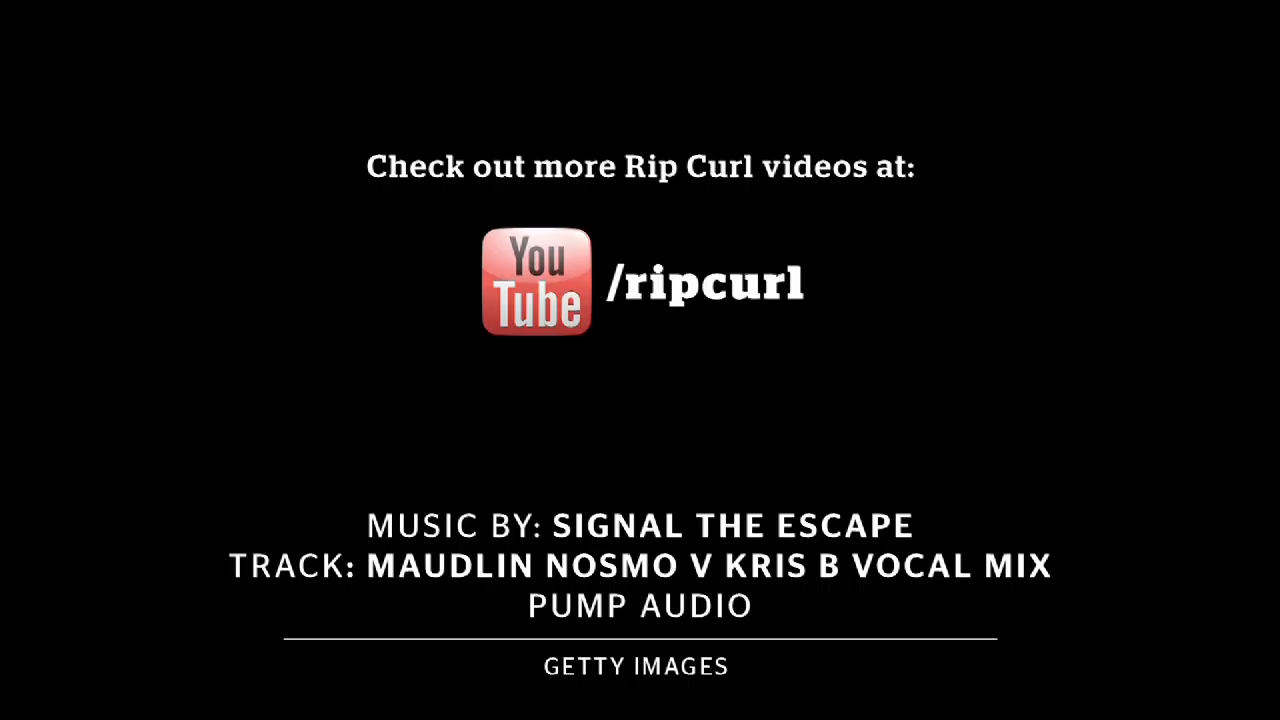 Check out more Rip Curl videos at:
You
Tube /ripcurl
MUSIC BY: SIGNAL THE ESCAPE
TRACK: MAUDLIN NOSMO V KRIS B VOCAL MIX
PUMP AUDIO
GETTY IMAGES